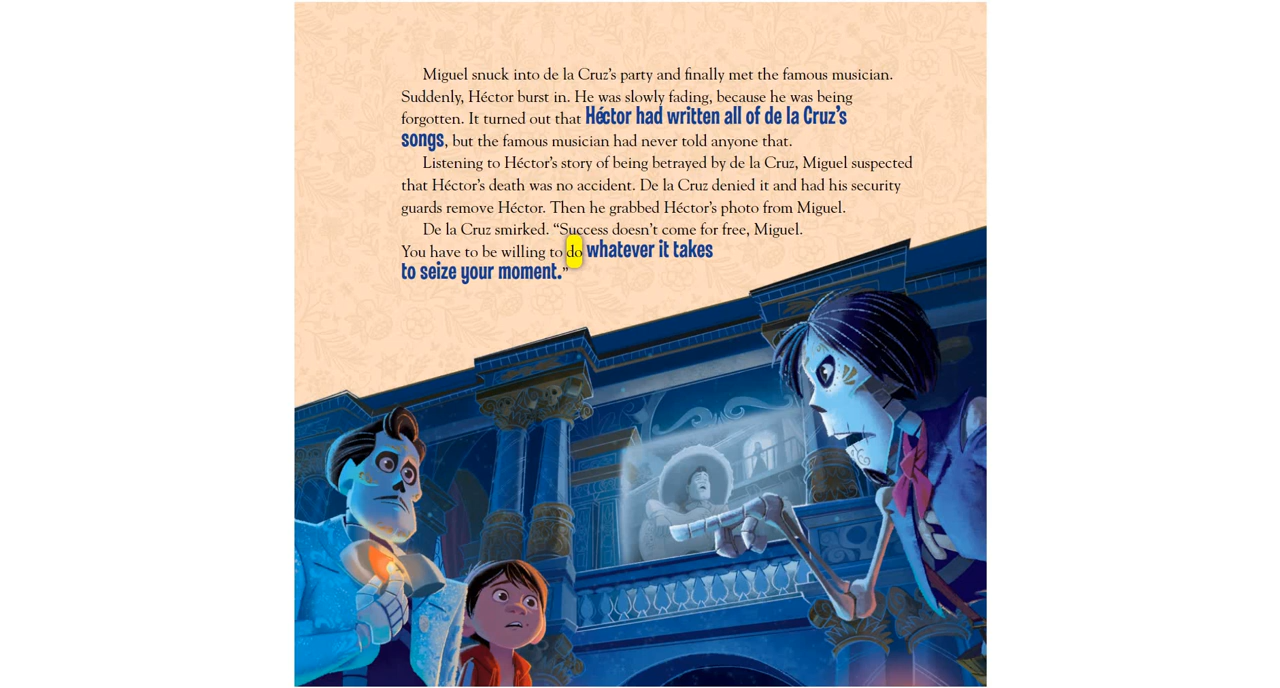 Miguel snuck into de la Cruz’s party and finally met the famous musician.
Suddenly, Héctor burst in. He was slowly fading, because he was being
forgotten. It turned out that Héctor had written all of de la Cruz’s
songs, but the famous musician had never told anyone that.
Listening to Héctor’s story of being betrayed by de la Cruz, Miguel suspected
that Héctor’s death was no accident. De la Cruz denied it and had his security
guards remove Héctor. Then he grabbed Héctor’s photo from Miguel.
De la Cruz smirked. “Success doesn’t come for free, Miguel.
You have to be willing to do whatever it takes
to seize your moment.”